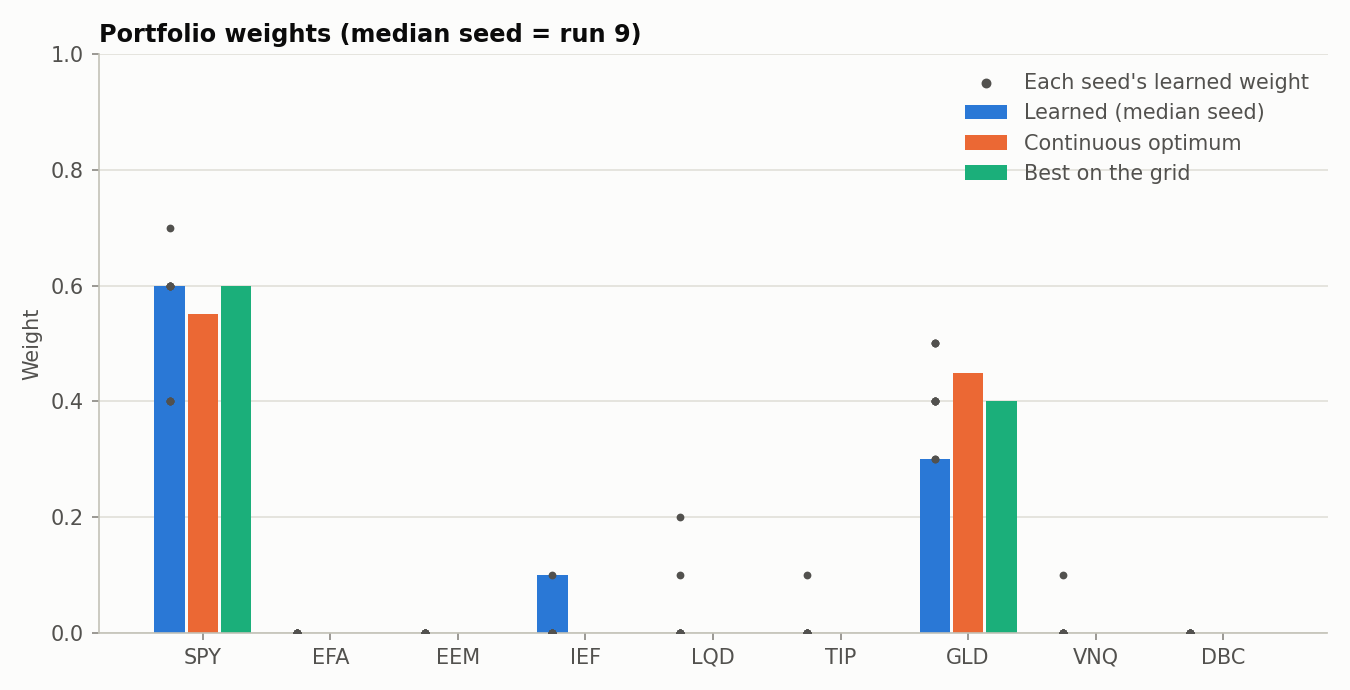 Portfolio weights (median seed = run 9)
1.0
0.8
0.6
0.4
0.2
0.0
Weight
Each seed's learned weight
Learned (median seed)
Continuous optimum
Best on the grid
SPY EFA EEM IEF LQD TIP GLD VNQ DBC